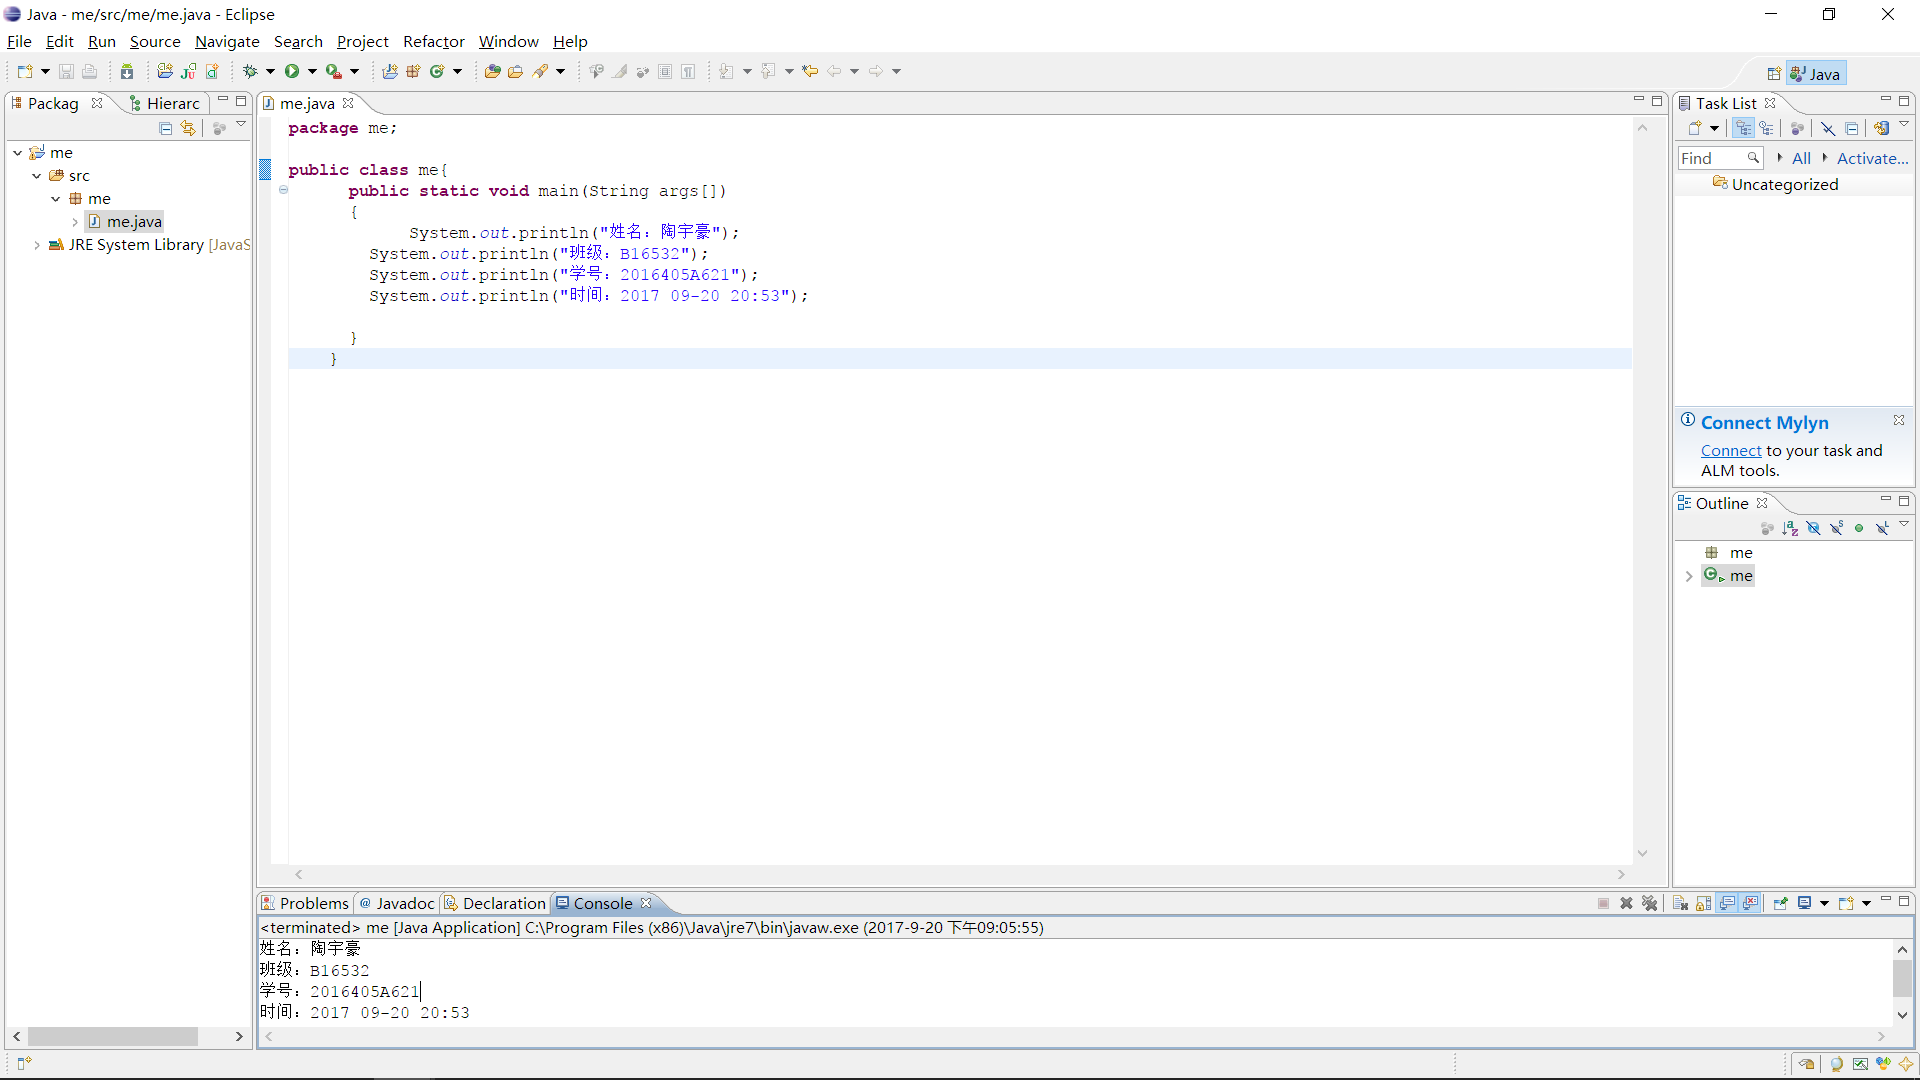 Java - me/src/me/me.java - Eclipse
File Edit Run Source Navigate Search Project Refactor Window Help
Java
Packag Hierarc
me
src
me
me.java
JRE System Library [JavaS
me.java
package me;
public class me{
public static void main(String args[])
{
System.out.println("姓名：陶宇豪");
System.out.println("班级：B16532");
System.out.println("学号：2016405A621");
System.out.println("时间：2017 09-20 20:53");
}
}
Task List
Find All Activate...
Uncategorized
Connect Mylyn
Connect to your task and
ALM tools.
Outline
me
me
Problems @ Javadoc Declaration Console
<terminated> me [Java Application] C:\Program Files (x86)\Java\jre7\bin\javaw.exe (2017-9-20 下午09:05:55)
姓名：陶宇豪
班级：B16532
学号：2016405A621
时间：2017 09-20 20:53